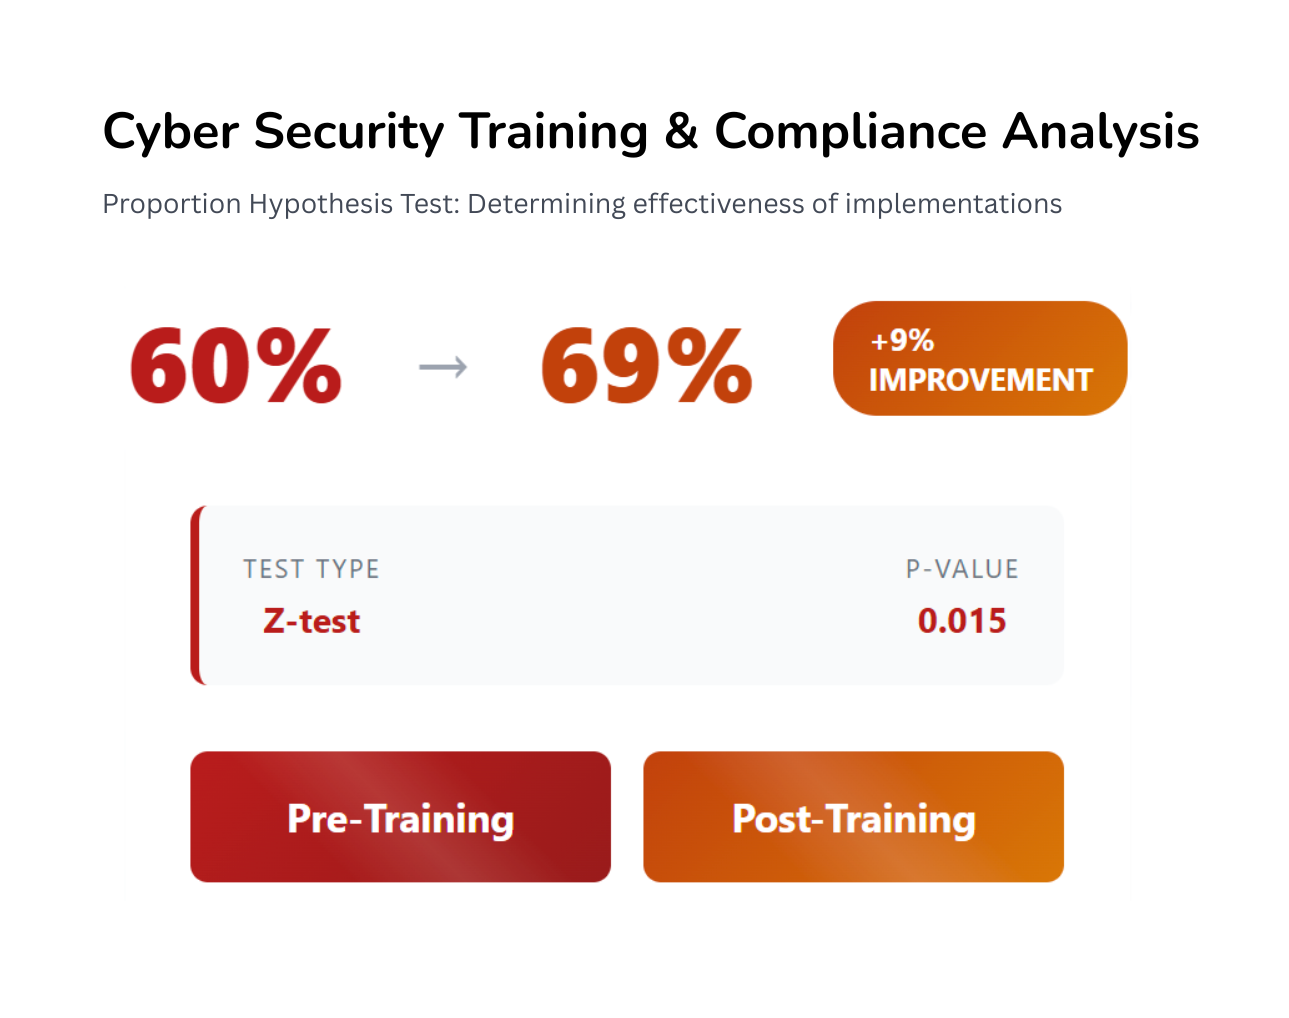 Cyber Security Training & Compliance Analysis
Proportion Hypothesis Test: Determining effectiveness of implementations
60% → 69%
+9%
IMPROVEMENT
TEST TYPE
Z-test
P-VALUE
0.015
Pre-Training
Post-Training